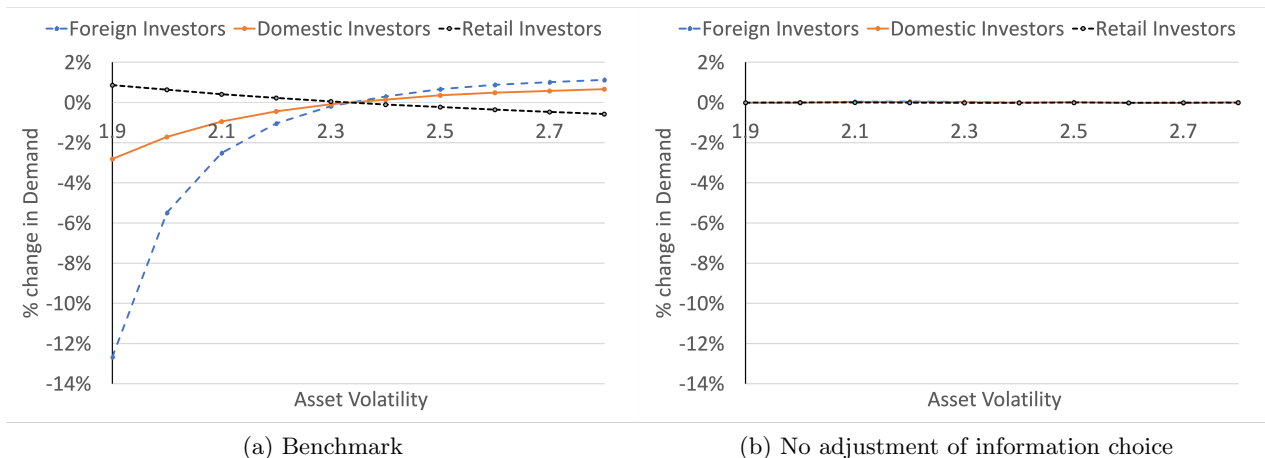 Foreign Investors Domestic Investors Retail Investors
2%
0%
-2%
-4%
-6%
-8%
-10%
-12%
-14%
% change in Demand
1.9 2.1 2.3 2.5 2.7
Asset Volatility
(a) Benchmark
Foreign Investors Domestic Investors Retail Investors
2%
0%
-2%
-4%
-6%
-8%
-10%
-12%
-14%
% change in Demand
1.9 2.1 2.3 2.5 2.7
Asset Volatility
(b) No adjustment of information choice